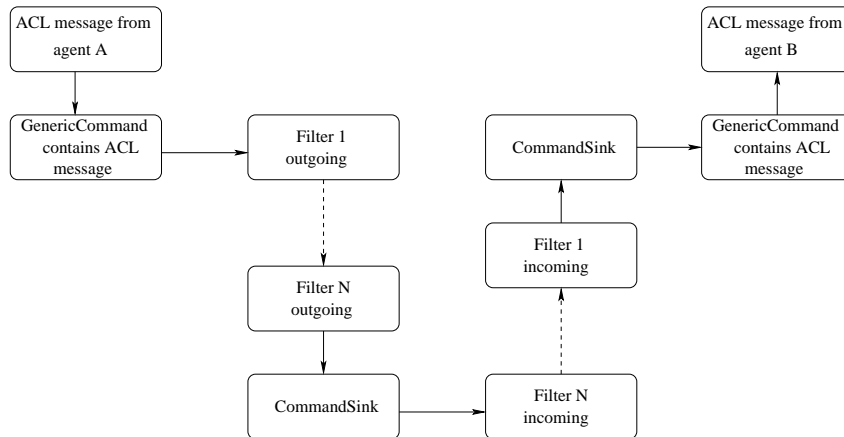 ACL message from
agent A
GenericCommand
contains ACL
message
Filter 1
outgoing
Filter N
outgoing
CommandSink
Filter N
incoming
Filter 1
incoming
CommandSink
GenericCommand
contains ACL
message
ACL message from
agent B